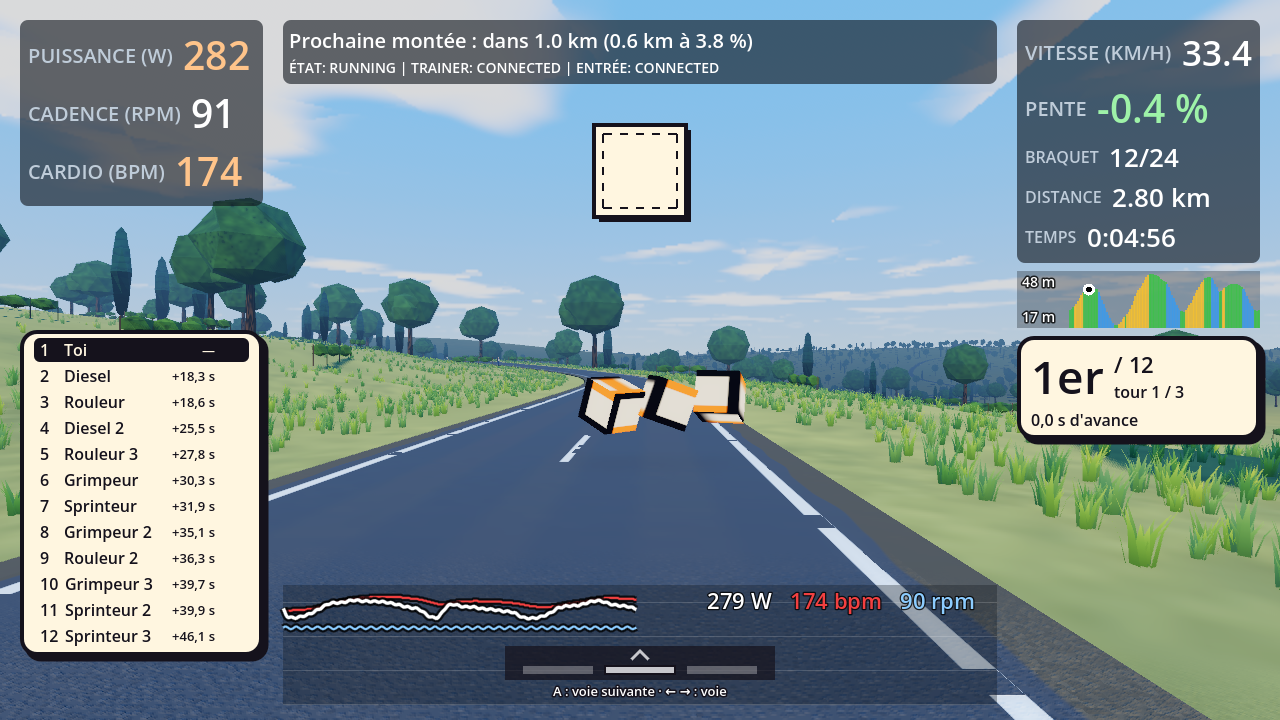 PUISSANCE (W) 282
CADENCE (RPM) 91
CARDIO (BPM) 174
Prochaine montée : dans 1.0 km (0.6 km à 3.8 %)
ÉTAT: RUNNING | TRAINER: CONNECTED | ENTRÉE: CONNECTED
VITESSE (KM/H) 33.4
PENTE -0.4 %
BRAQUET 12/24
DISTANCE 2.80 km
TEMPS 0:04:56
48 m
17 m
1er / 12
tour 1 / 3
0,0 s d'avance
1 Toi —
2 Diesel +18,3 s
3 Rouleur +18,6 s
4 Diesel 2 +25,5 s
5 Rouleur 3 +27,8 s
6 Grimpeur +30,3 s
7 Sprinteur +31,9 s
8 Grimpeur 2 +35,1 s
9 Rouleur 2 +36,3 s
10 Grimpeur 3 +39,7 s
11 Sprinteur 2 +39,9 s
12 Sprinteur 3 +46,1 s
279 W 174 bpm 90 rpm
A : voie suivante · ← → : voie